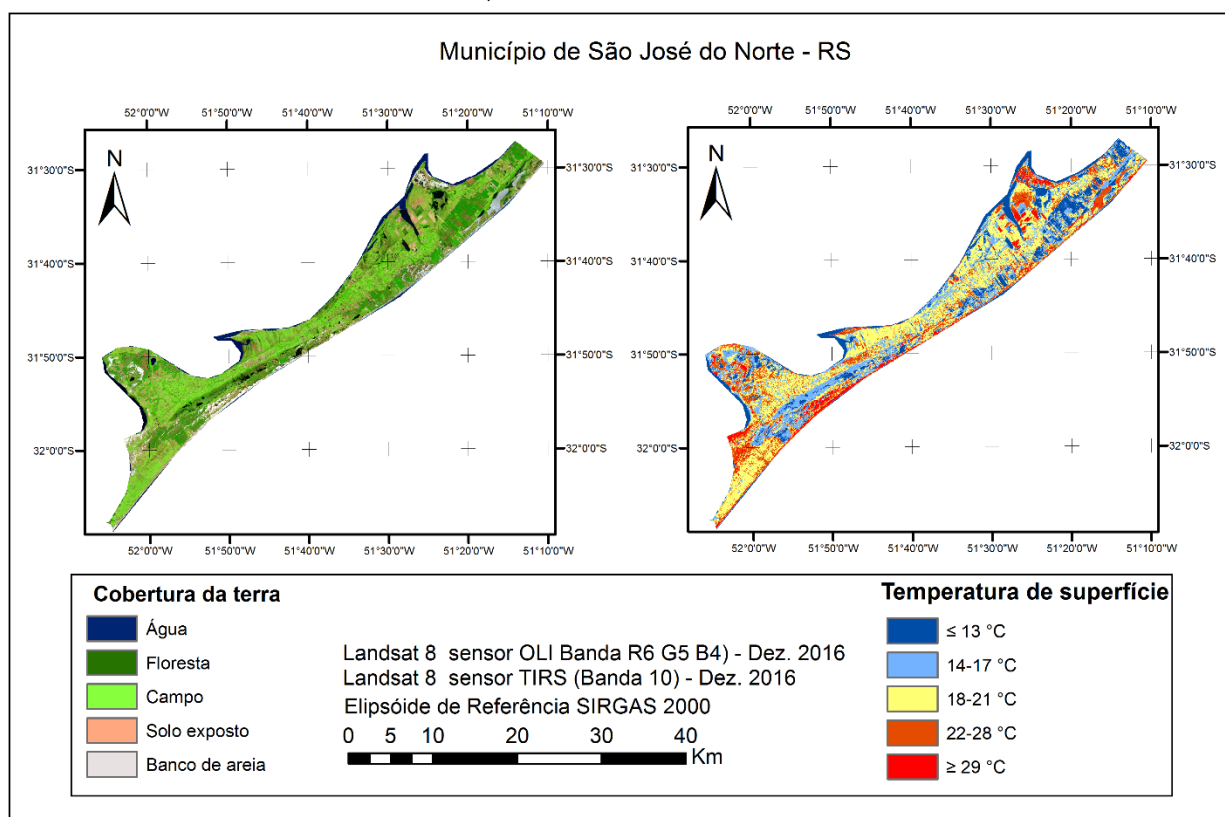 Município de São José do Norte - RS
52°0'0"W 51°50'0"W 51°40'0"W 51°30'0"W 51°20'0"W 51°10'0"W
52°0'0"W 51°50'0"W 51°40'0"W 51°30'0"W 51°20'0"W 51°10'0"W
N
N
31°30'0"S
31°30'0"S
31°30'0"S
31°30'0"S
31°40'0"S
31°40'0"S
31°40'0"S
31°40'0"S
31°50'0"S
31°50'0"S
31°50'0"S
31°50'0"S
32°0'0"S
32°0'0"S
32°0'0"S
32°0'0"S
52°0'0"W 51°50'0"W 51°40'0"W 51°30'0"W 51°20'0"W 51°10'0"W
52°0'0"W 51°50'0"W 51°40'0"W 51°30'0"W 51°20'0"W 51°10'0"W
Cobertura da terra
Água
Floresta
Campo
Solo exposto
Banco de areia
Landsat 8 sensor OLI Banda R6 G5 B4) - Dez. 2016
Landsat 8 sensor TIRS (Banda 10) - Dez. 2016
Elipsóide de Referência SIRGAS 2000
0 5 10 20 30 40
Km
Temperatura de superfície
≤ 13 °C
14-17 °C
18-21 °C
22-28 °C
≥ 29 °C